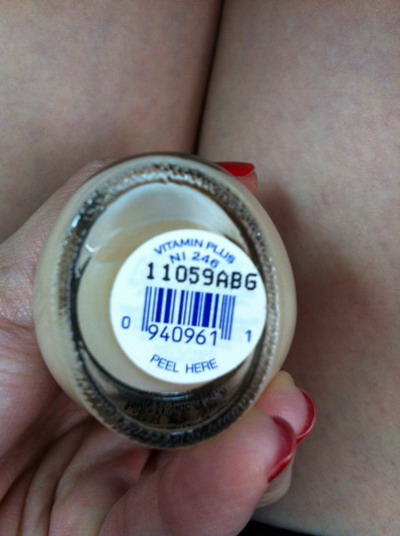 VITAMIN PLUS
NI 246
11059ABG
0 940961 1
PEEL HERE